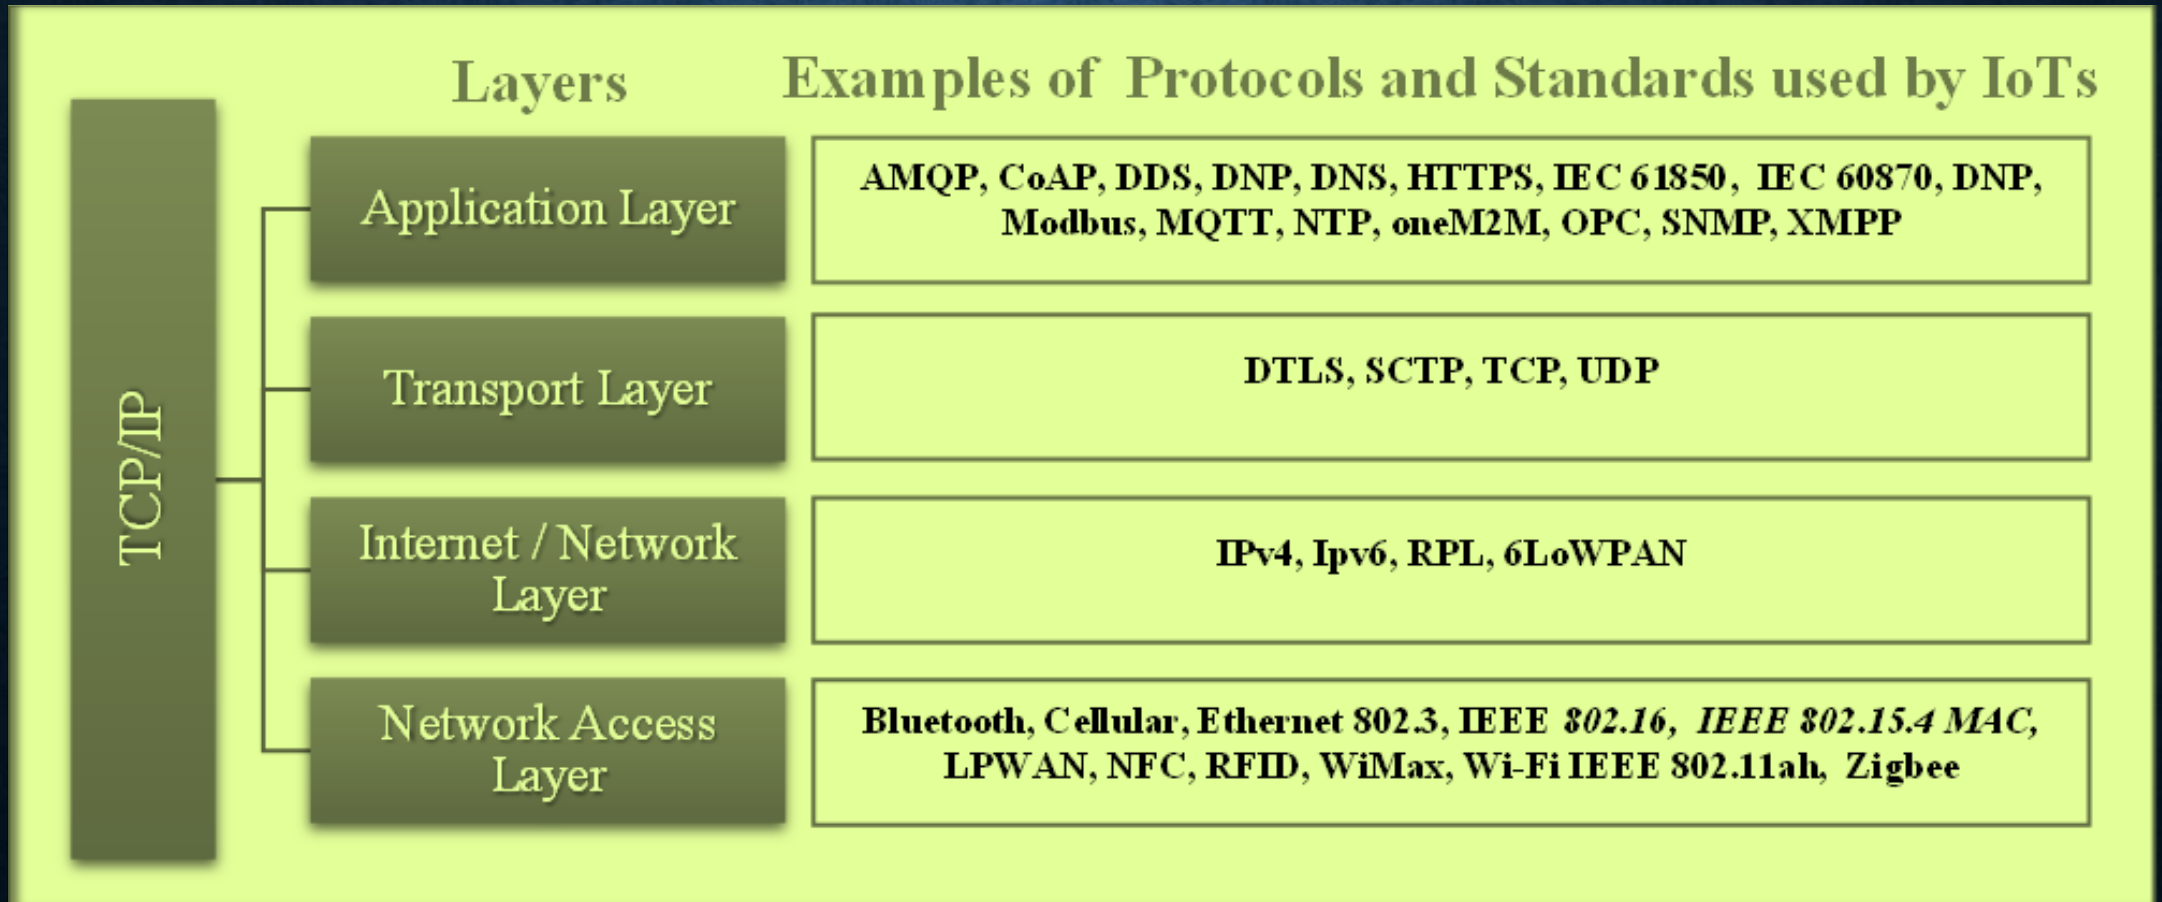 Layers
Examples of Protocols and Standards used by IoTs
TCP/IP
Application Layer
AMQP, CoAP, DDS, DNP, DNS, HTTPS, IEC 61850, IEC 60870, DNP,
Modbus, MQTT, NTP, oneM2M, OPC, SNMP, XMPP
Transport Layer
DTLS, SCTP, TCP, UDP
Internet / Network
Layer
IPv4, Ipv6, RPL, 6LoWPAN
Network Access
Layer
Bluetooth, Cellular, Ethernet 802.3, IEEE 802.16, IEEE 802.15.4 MAC,
LPWAN, NFC, RFID, WiMax, Wi-Fi IEEE 802.11ah, Zigbee